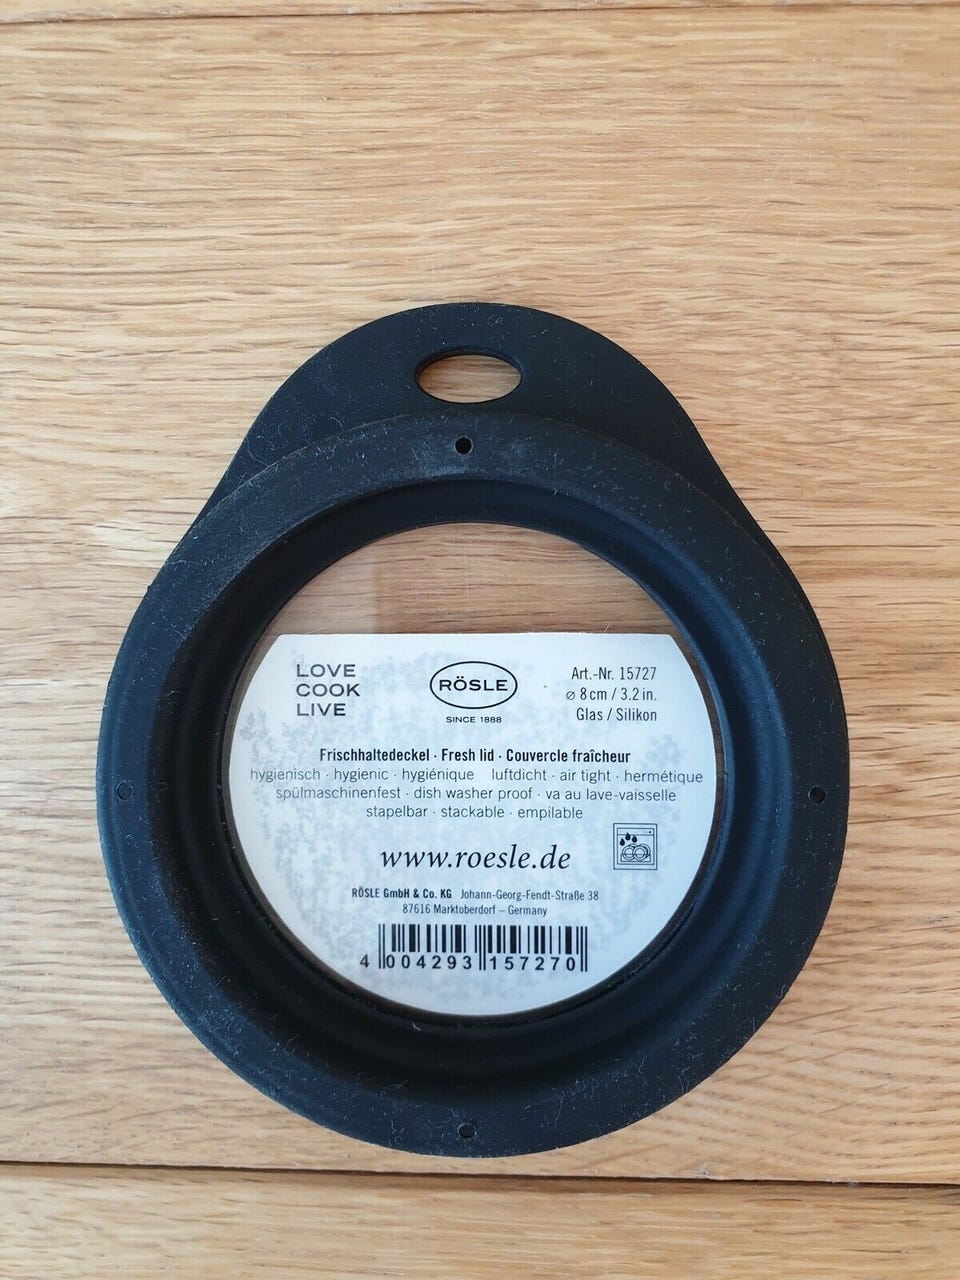 LOVE
COOK
LIVE
RÖSLE
SINCE 1888
Art.-Nr. 15727
⌀ 8 cm / 3.2 in.
Glas / Silikon
Frischhaltedeckel · Fresh lid · Couvercle fraîcheur
hygienisch · hygienic · hygiénique luftdicht · air tight · hermétique
spülmaschinenfest · dish washer proof · va au lave-vaisselle
stapelbar · stackable · empilable
www.roesle.de
RÖSLE GmbH & Co. KG Johann-Georg-Fendt-Straße 38
87616 Marktoberdorf – Germany
4 004293 157270